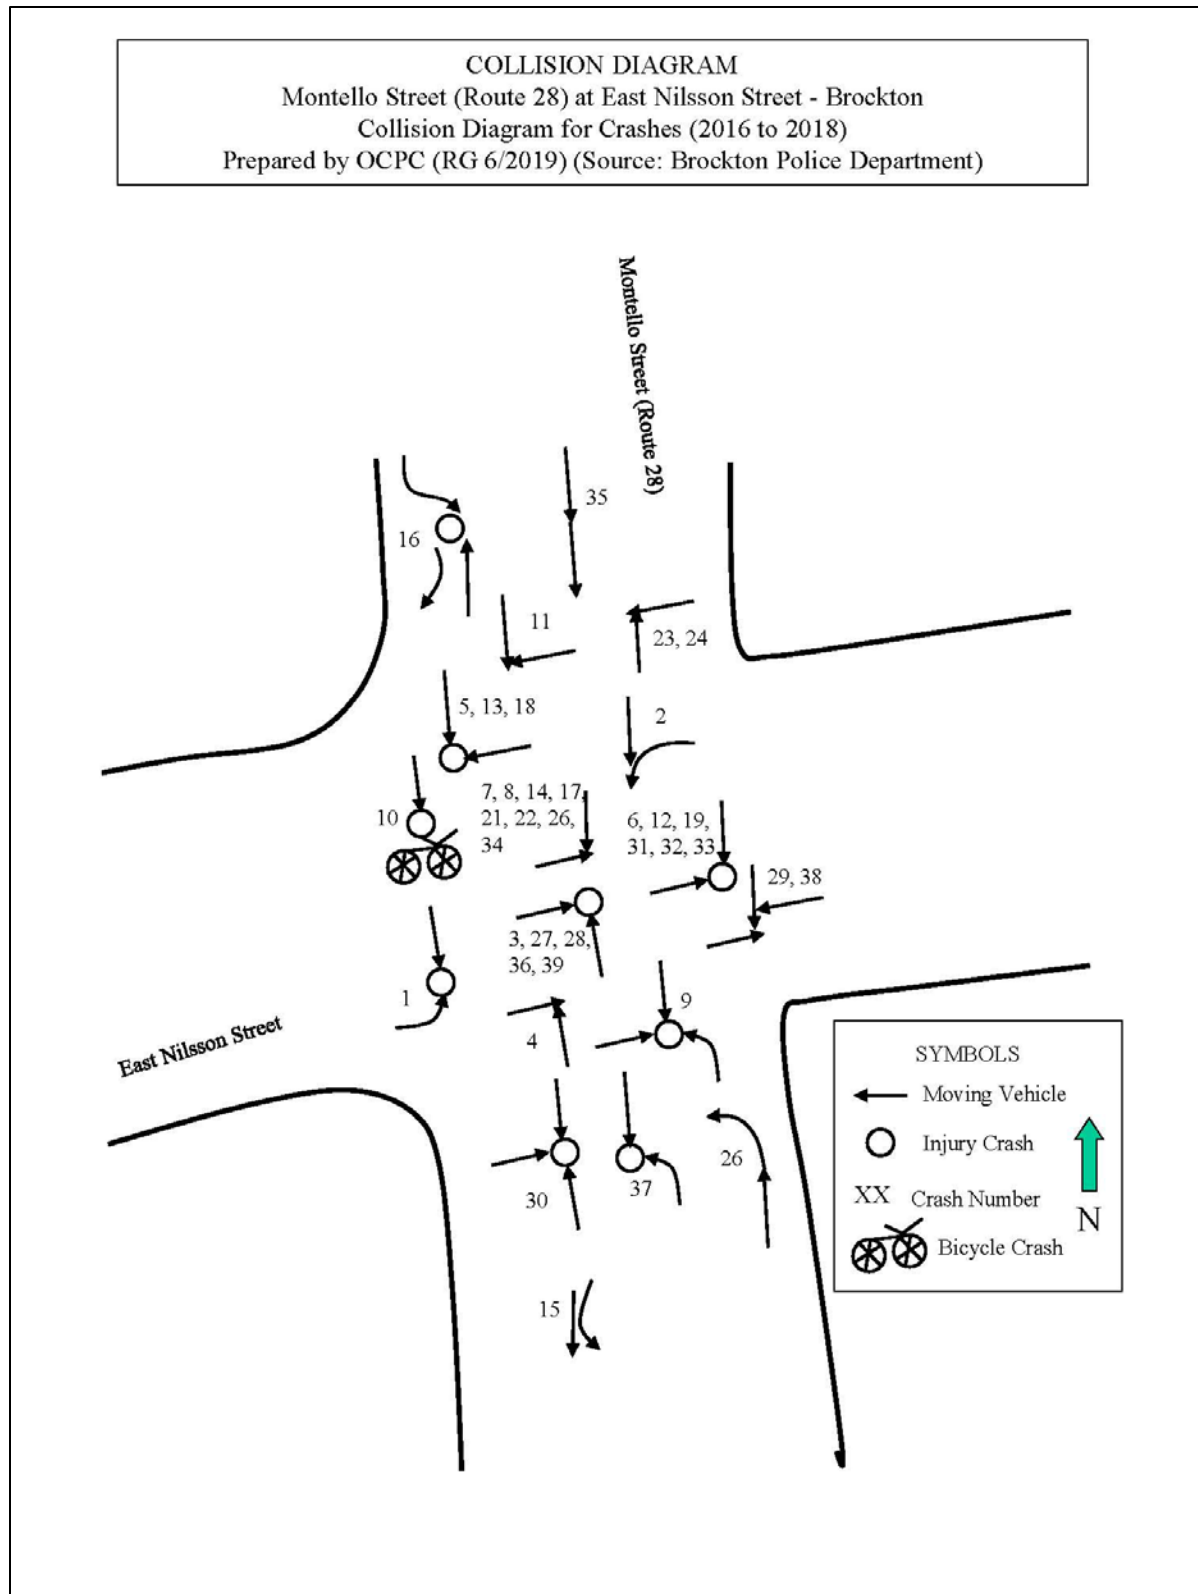 COLLISION DIAGRAM
Montello Street (Route 28) at East Nilsson Street - Brockton
Collision Diagram for Crashes (2016 to 2018)
Prepared by OCPC (RG 6/2019) (Source: Brockton Police Department)
Montello Street (Route 28)
35
16
11
23, 24
5, 13, 18
2
7, 8, 14, 17,
21, 22, 26,
34
10
6, 12, 19,
31, 32, 33
29, 38
3, 27, 28,
36, 39
1
9
4
East Nilsson Street
26
37
30
15
SYMBOLS
Moving Vehicle
Injury Crash
XX Crash Number
N
Bicycle Crash